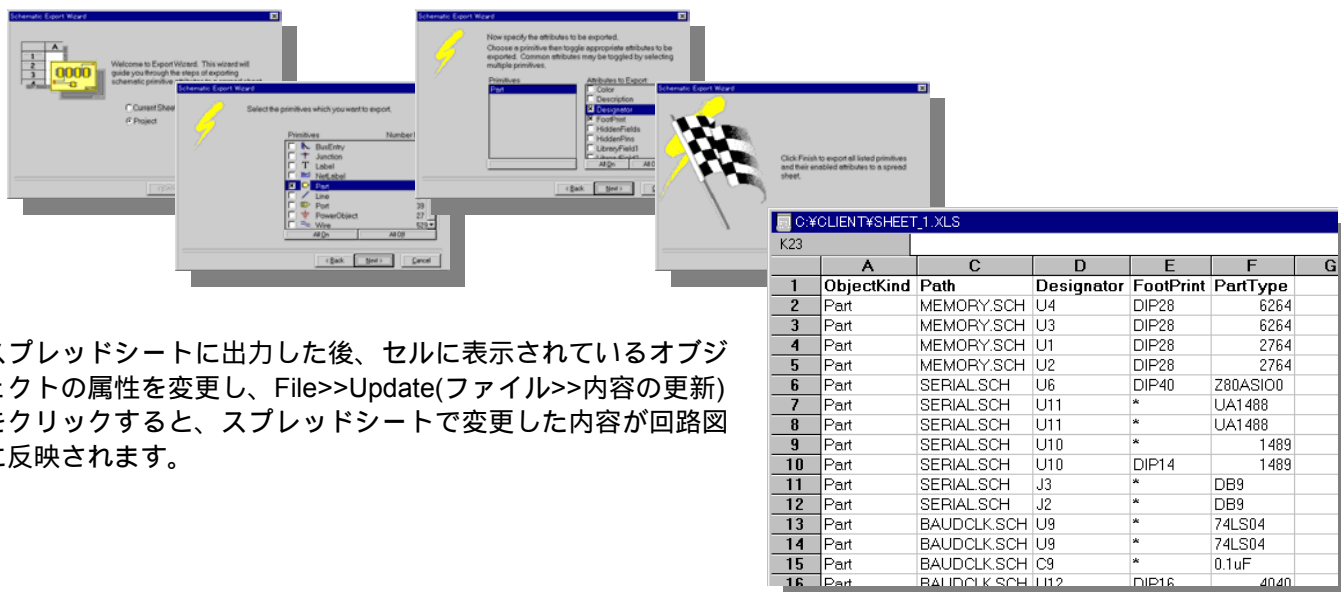 Schematic Export Wizard
Welcome to Export Wizard. This wizard will
guide you through the steps of exporting
schematic primitive
Current Sheet
Project
Schematic Export Wizard
Select the primitives which you want to export.
Primitives Number
BusEntry
Junction
Label
NetLabel
Part
Line
Port 39
PowerObject 27
Wire 629
All On All Off
< Back Next > Cancel
Schematic Export Wizard
Now specify the attributes to be exported.
Choose a primitive then toggle appropriate attributes to be
exported. Common attributes may be toggled by selecting
multiple primitives.
Primitives Attributes to Export
Part
Color
Description
Designator
FootPrint
HiddenFields
HiddenPins
LibraryField1
All On
< Back Next >
Schematic Export Wizard
Click Finish to export all listed primitives
and their enabled attributes to a spread
sheet.
スプレッドシートに出力した後、セルに表示されているオブジ
ェクトの属性を変更し、File>>Update(ファイル>>内容の更新)
をクリックすると、スプレッドシートで変更した内容が回路図
に反映されます。
C:¥CLIENT¥SHEET_1.XLS
K23
A C D E F G
1 ObjectKind Path Designator FootPrint PartType
2 Part MEMORY.SCH U4 DIP28 6264
3 Part MEMORY.SCH U3 DIP28 6264
4 Part MEMORY.SCH U1 DIP28 2764
5 Part MEMORY.SCH U2 DIP28 2764
6 Part SERIAL.SCH U6 DIP40 Z80ASIO0
7 Part SERIAL.SCH U11 * UA1488
8 Part SERIAL.SCH U11 * UA1488
9 Part SERIAL.SCH U10 * 1489
10 Part SERIAL.SCH U10 DIP14 1489
11 Part SERIAL.SCH J3 * DB9
12 Part SERIAL.SCH J2 * DB9
13 Part BAUDCLK.SCH U9 * 74LS04
14 Part BAUDCLK.SCH U9 * 74LS04
15 Part BAUDCLK.SCH C9 * 0.1uF
16 Part BAUDCLK.SCH U12 DIP16 4040